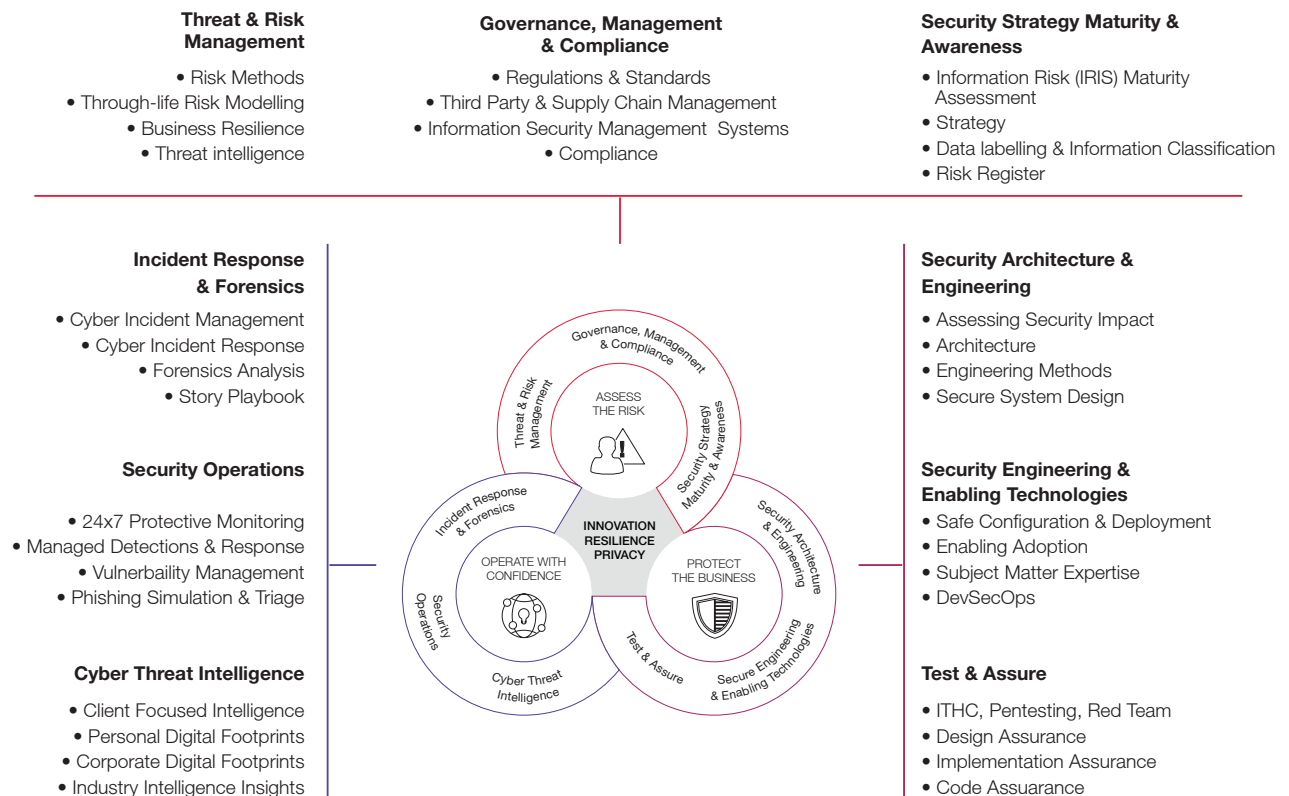 Threat & Risk
Management
• Risk Methods
• Through-life Risk Modelling
• Business Resilience
• Threat intelligence
Governance, Management
& Compliance
• Regulations & Standards
• Third Party & Supply Chain Management
• Information Security Management Systems
• Compliance
Security Strategy Maturity &
Awareness
• Information Risk (IRIS) Maturity
Assessment
• Strategy
• Data labelling & Information Classification
• Risk Register
Incident Response
& Forensics
• Cyber Incident Management
• Cyber Incident Response
• Forensics Analysis
• Story Playbook
Security Operations
• 24x7 Protective Monitoring
• Managed Detections & Response
• Vulnerbaility Management
• Phishing Simulation & Triage
Cyber Threat Intelligence
• Client Focused Intelligence
• Personal Digital Footprints
• Corporate Digital Footprints
• Industry Intelligence Insights
Governance, Management
& Compliance
Threat & Risk
Management
Security Strategy
Maturity & Awareness
ASSESS
THE RISK
Incident Response
& Forensics
Security
Operations
Cyber Threat
Intelligence
OPERATE WITH
CONFIDENCE
INNOVATION
RESILIENCE
PRIVACY
PROTECT
THE BUSINESS
Security Architecture
& Engineering
Secure Engineering
& Enabling Technologies
Test & Assure
Security Architecture &
Engineering
• Assessing Security Impact
• Architecture
• Engineering Methods
• Secure System Design
Security Engineering &
Enabling Technologies
• Safe Configuration & Deployment
• Enabling Adoption
• Subject Matter Expertise
• DevSecOps
Test & Assure
• ITHC, Pentesting, Red Team
• Design Assurance
• Implementation Assurance
• Code Assuarance